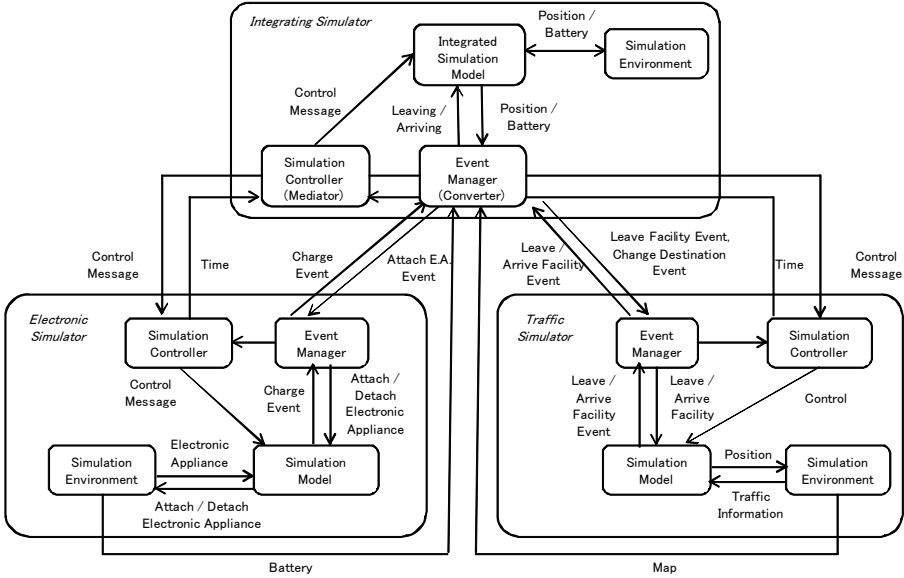 Integrating Simulator
Position /
Battery
Integrated
Simulation
Model
Simulation
Environment
Control
Message
Leaving /
Arriving
Position /
Battery
Simulation
Controller
(Mediator)
Event
Manager
(Converter)
Control
Message
Time
Charge
Event
Attach E.A.
Event
Leave /
Arrive Facility
Event
Leave Facility Event,
Change Destination
Event
Time
Control
Message
Electronic
Simulator
Simulation
Controller
Event
Manager
Control
Message
Charge
Event
Attach /
Detach
Electronic
Appliance
Electronic
Appliance
Simulation
Environment
Simulation
Model
Attach / Detach
Electronic Appliance
Traffic
Simulator
Event
Manager
Simulation
Controller
Leave /
Arrive
Facility
Event
Leave /
Arrive
Facility
Control
Simulation
Model
Position
Simulation
Environment
Traffic
Information
Battery
Map